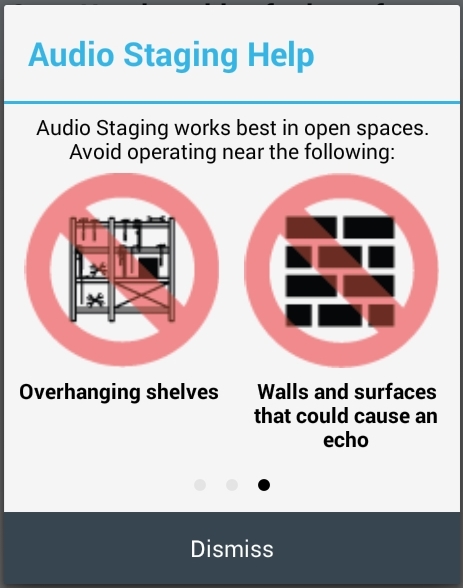 Audio Staging Help
Audio Staging works best in open spaces.
Avoid operating near the following:
Overhanging shelves
Walls and surfaces
that could cause an
echo
Dismiss